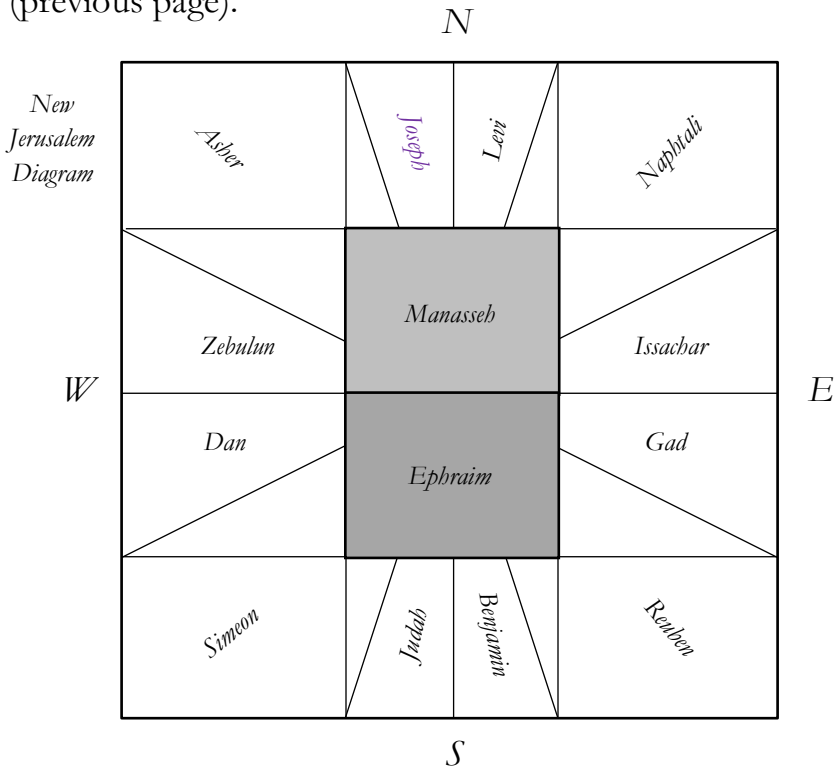 (previous page).
N
New
Jerusalem
Diagram
Asher
Joseph
Levi
Naphtali
Manasseh
Zebulun
Issachar
W
E
Dan
Gad
Ephraim
Simeon
Judah
Benjamin
Reuben
S